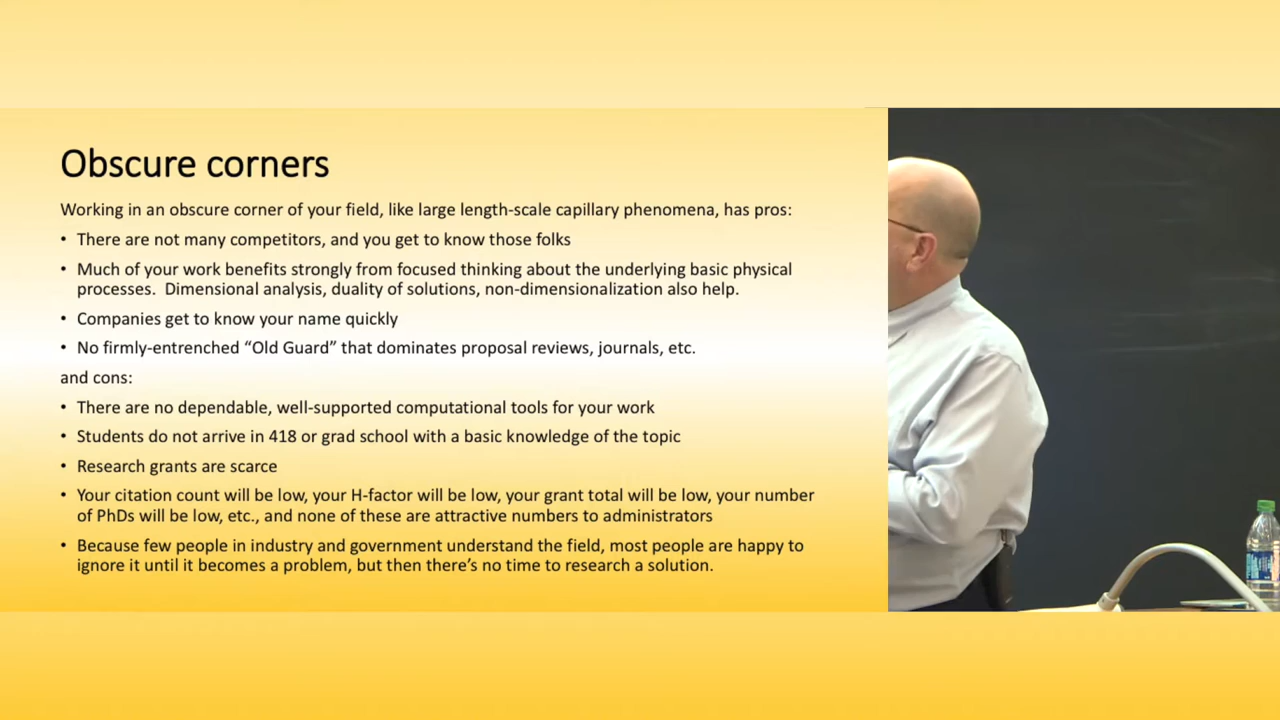 Obscure corners
Working in an obscure corner of your field, like large length-scale capillary phenomena, has pros:
• There are not many competitors, and you get to know those folks
• Much of your work benefits strongly from focused thinking about the underlying basic physical
processes.  Dimensional analysis, duality of solutions, non-dimensionalization also help.
• Companies get to know your name quickly
• No firmly-entrenched “Old Guard” that dominates proposal reviews, journals, etc.
and cons:
• There are no dependable, well-supported computational tools for your work
• Students do not arrive in 418 or grad school with a basic knowledge of the topic
• Research grants are scarce
• Your citation count will be low, your H-factor will be low, your grant total will be low, your number
of PhDs will be low, etc., and none of these are attractive numbers to administrators
• Because few people in industry and government understand the field, most people are happy to
ignore it until it becomes a problem, but then there’s no time to research a solution.